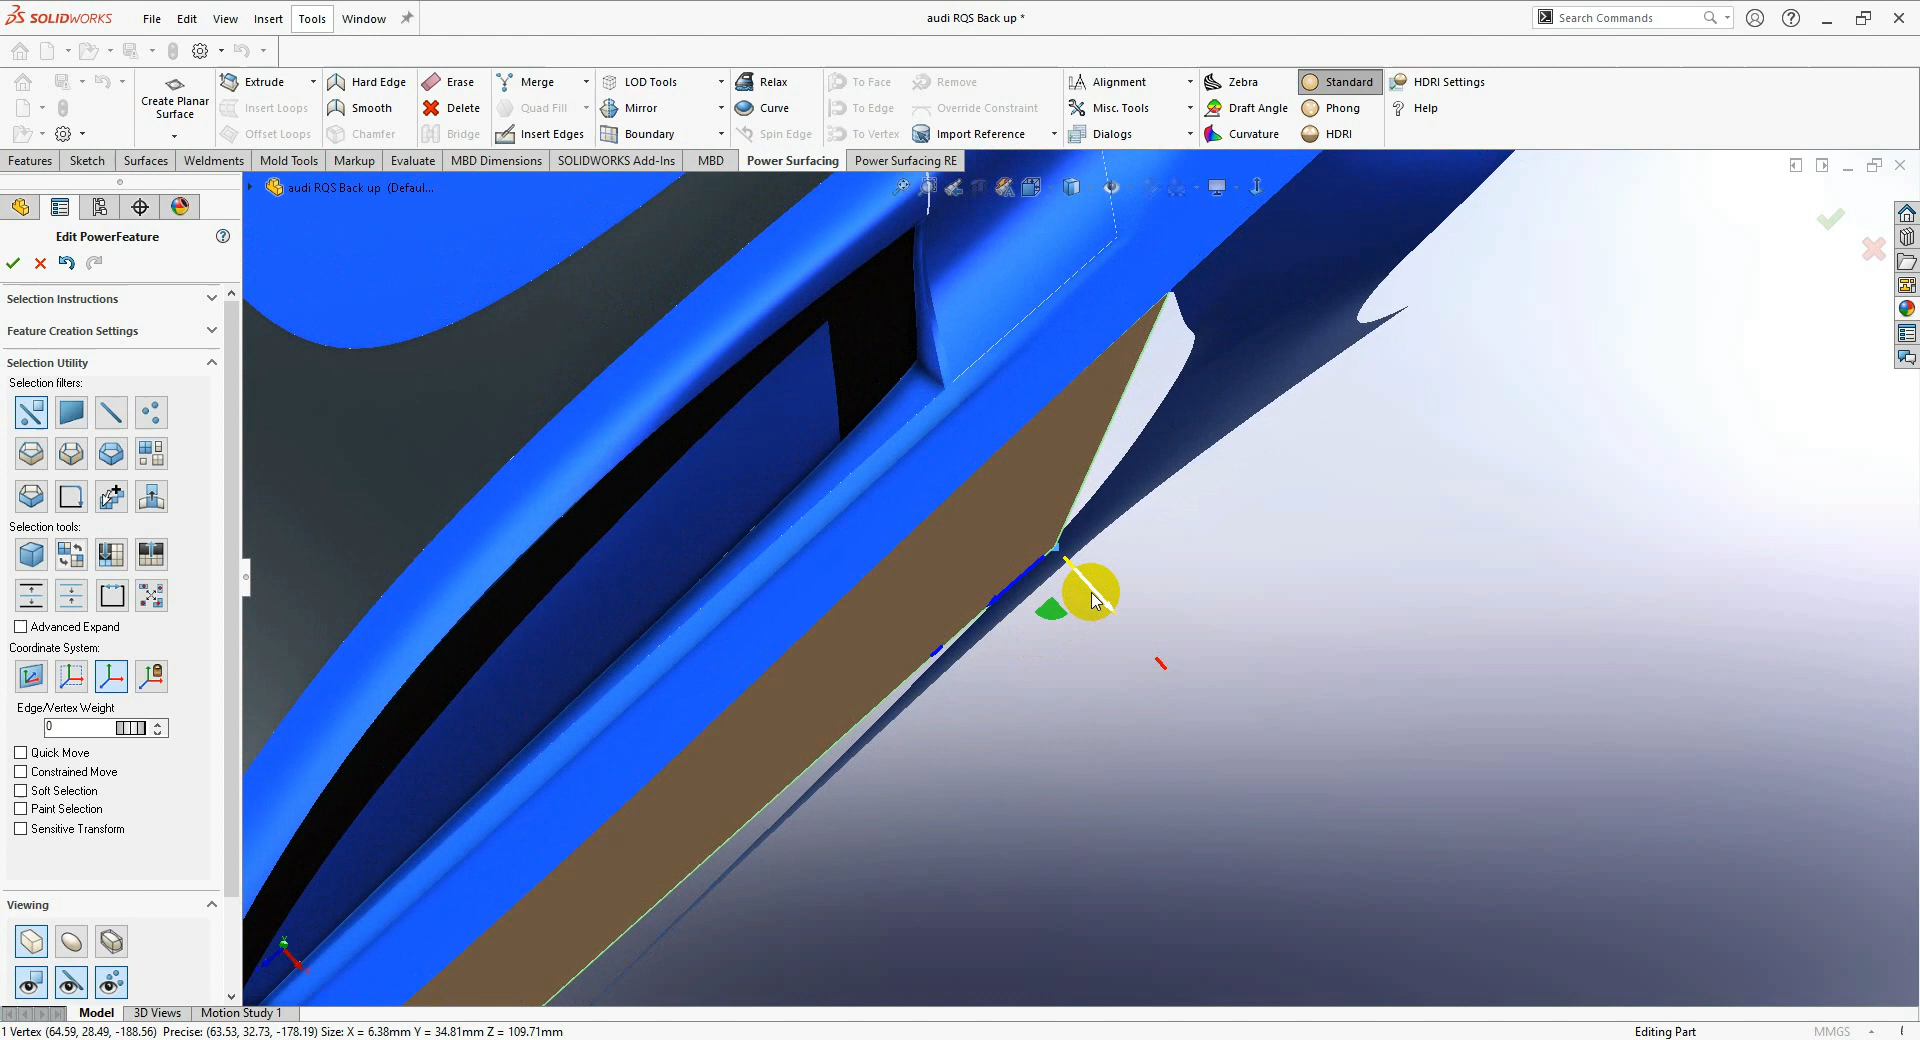 SOLIDWORKS File Edit View Insert Tools Window audi RQS Back up * Search Commands
Create Planar Surface Extrude Hard Edge Erase Merge LOD Tools Relax To Face Remove Alignment Zebra Standard HDRI Settings
Insert Loops Smooth Delete Quad Fill Mirror Curve To Edge Override Constraint Misc. Tools Draft Angle Phong Help
Offset Loops Chamfer Bridge Insert Edges Boundary Spin Edge To Vertex Import Reference Dialogs Curvature HDRI
Features Sketch Surfaces Weldments Mold Tools Markup Evaluate MBD Dimensions SOLIDWORKS Add-Ins MBD Power Surfacing Power Surfacing RE
audi RQS Back up (Defaul...
Edit PowerFeature
Selection Instructions
Feature Creation Settings
Selection Utility
Selection filters:
Selection tools:
Advanced Expand
Coordinate System:
Edge/Vertex Weight
0
Quick Move
Constrained Move
Soft Selection
Paint Selection
Sensitive Transform
Viewing
Model 3D Views Motion Study 1
1 Vertex (64.59, 28.49, -188.56) Precise: (63.53, 32.73, -178.19) Size: X = 6.38mm Y = 34.81mm Z = 109.71mm Editing Part MMGS